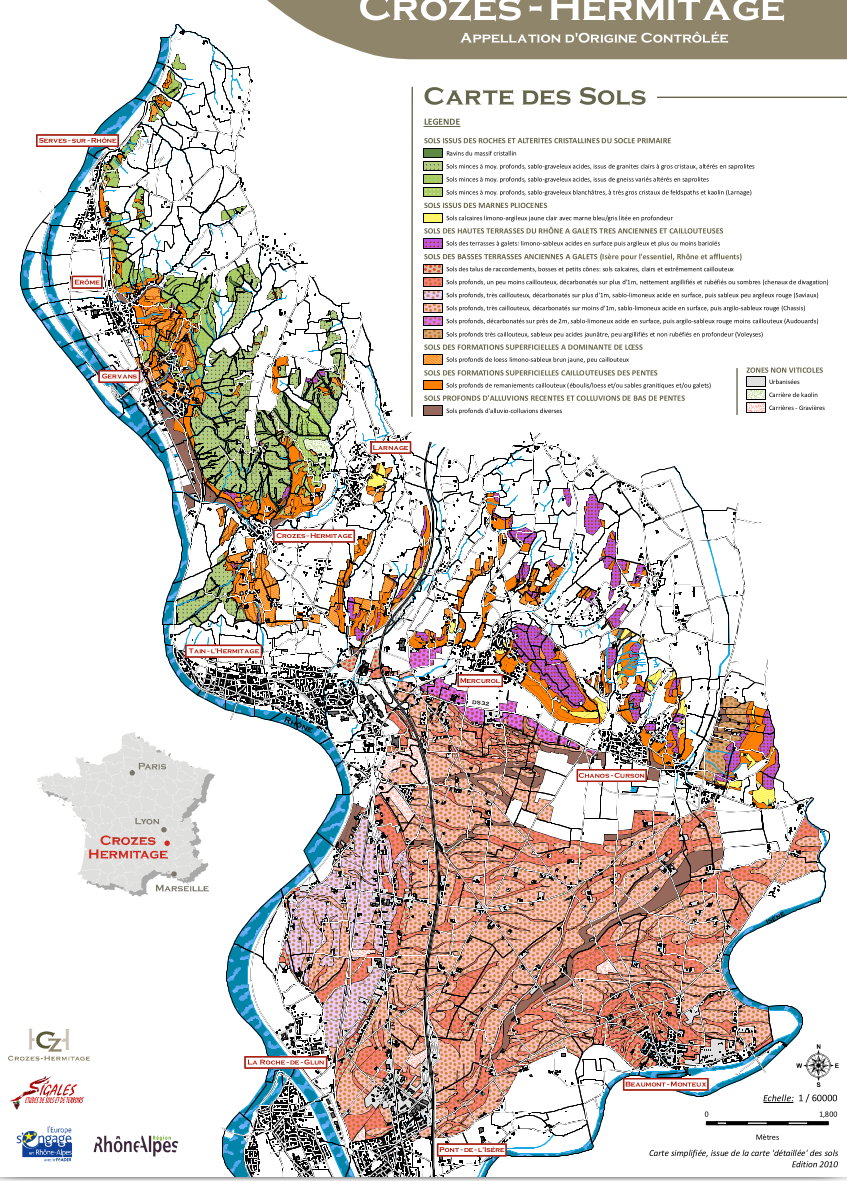 CROZES - HERMITAGE
APPELLATION D'ORIGINE CONTRÔLÉE
CARTE DES SOLS
LEGENDE
SOLS ISSUS DES ROCHES ET ALTERITES CRISTALLINES DU SOCLE PRIMAIRE
Ravins du massif cristallin
Sols minces à moy. profonds, sablo-graveleux acides, issus de granites clairs à gros cristaux, altérés en saprolites
Sols minces à moy. profonds, sablo-graveleux acides, issus de gneiss variés altérés en saprolites
Sols minces à moy. profonds, sablo-graveleux blanchâtres, à très gros cristaux de feldspaths et kaolin (Larnage)
SOLS ISSUS DES MARNES PLIOCENES
Sols calcaires limono-argileux jaune clair avec marne bleu/gris litée en profondeur
SOLS DES HAUTES TERRASSES DU RHÔNE A GALETS TRES ANCIENNES ET CAILLOUTEUSES
Sols des terrasses à galets: limono-sableux acides en surface puis argileux et plus ou moins bariolés
SOLS DES BASSES TERRASSES ANCIENNES A GALETS (Isère pour l'essentiel, Rhône et affluents)
Sols des talus de raccordements, bosses et petits cônes: sols calcaires, clairs et extrêmement caillouteux
Sols profonds, un peu moins caillouteux, décarbonatés sur plus d'1m, nettement argillifiés et rubéfiés ou sombres (chenaux de divagation)
Sols profonds, très caillouteux, décarbonatés sur plus d'1m, sablo-limoneux acide en surface, puis sableux peu argileux rouge (Saviaux)
Sols profonds, très caillouteux, décarbonatés sur moins d'1m, sablo-limoneux acide en surface, puis argilo-sableux rouge (Chassis)
Sols profonds, décarbonatés sur près de 2m, sablo-limoneux acide en surface, puis argilo-sableux rouge moins caillouteux (Audouards)
Sols profonds très caillouteux, sableux peu acides jaunâtre, peu argillifiés et non rubéfiés en profondeur (Voleyses)
SOLS DES FORMATIONS SUPERFICIELLES A DOMINANTE DE LŒSS
Sols profonds de loess limono-sableux brun jaune, peu caillouteux
SOLS DES FORMATIONS SUPERFICIELLES CAILLOUTEUSES DES PENTES
Sols profonds de remaniements caillouteux (éboulis/loess et/ou sables granitiques et/ou galets)
SOLS PROFONDS D'ALLUVIONS RECENTES ET COLLUVIONS DE BAS DE PENTES
Sols profonds d'alluvio-colluvions diverses
ZONES NON VITICOLES
Urbanisées
Carrière de kaolin
Carrières - Gravières
SERVES-SUR-RHÔNE
ERÔME
GERVANS
LARNAGE
CROZES-HERMITAGE
TAIN-L'HERMITAGE
MERCUROL
D532
RHÔNE
CHANOS-CURSON
PARIS
LYON
CROZES
HERMITAGE
MARSEILLE
ISÈRE
CZH
CROZES-HERMITAGE
SIGALES
ETUDES DE SOLS ET DE TERROIRS
LA ROCHE-DE-GLUN
BEAUMONT-MONTEUX
PONT-DE-L'ISÈRE
N
W
E
S
Echelle: 1 / 60000
0
1,800
Mètres
l'Europe
s'engage
en Rhône-Alpes
RhôneAlpes
Région
Carte simplifiée, issue de la carte 'détaillée' des sols
Edition 2010